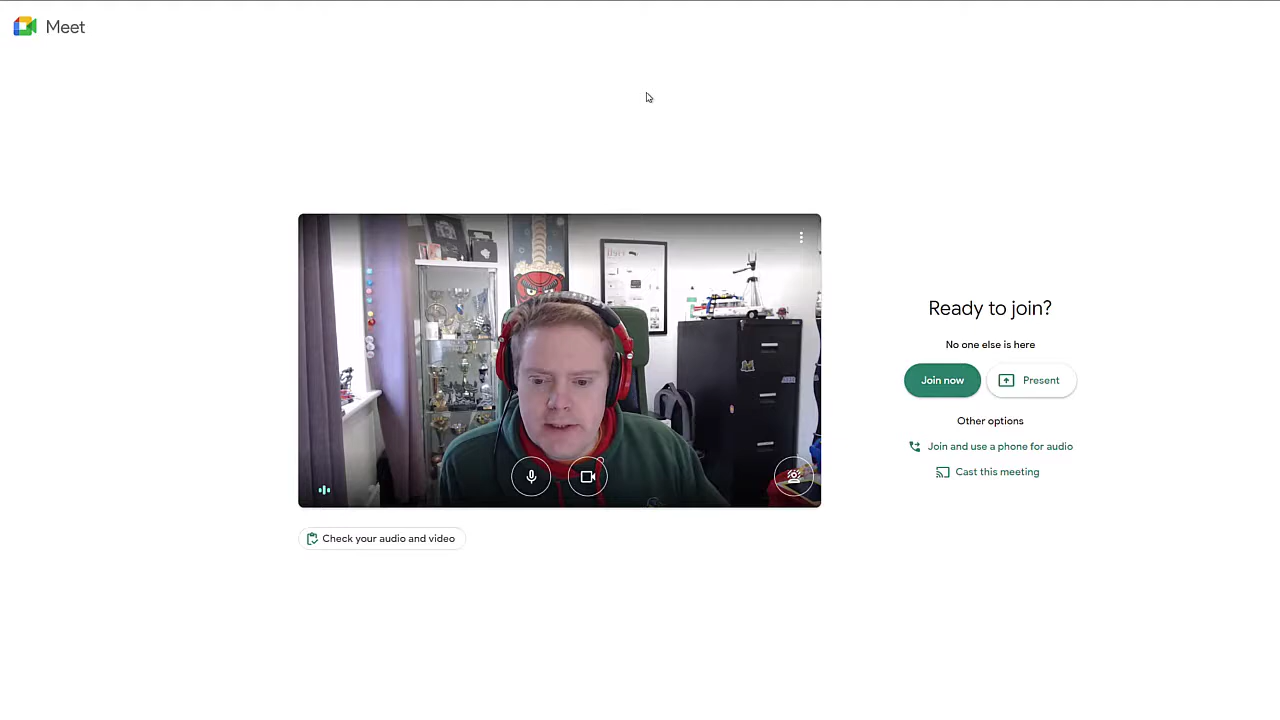 Meet
Ready to join?
No one else is here
Join now
Present
Other options
Join and use a phone for audio
Cast this meeting
Check your audio and video